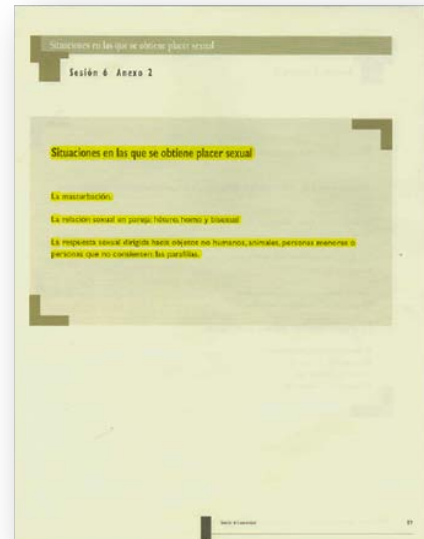 Situaciones en las que se obtiene placer sexual
Sesión 6 Anexo 2
Situaciones en las que se obtiene placer sexual
La masturbación.
La relación sexual en pareja: hétero, homo y bisexual
La respuesta sexual dirigida hacia objetos no humanos, animales, personas menores o
personas que no consienten: las parafilias.